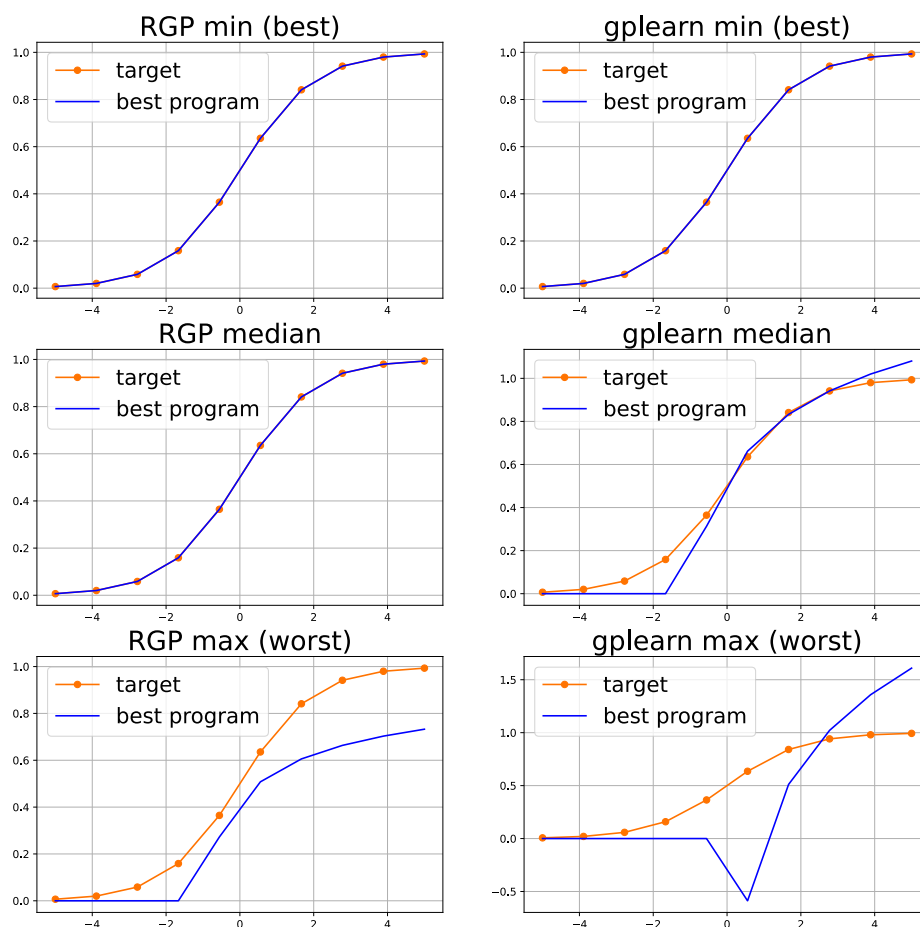 RGP min (best)
1.0
0.8
0.6
0.4
0.2
0.0
target
best program
−4 −2 0 2 4
gplearn min (best)
1.0
0.8
0.6
0.4
0.2
0.0
target
best program
−4 −2 0 2 4
RGP median
1.0
0.8
0.6
0.4
0.2
0.0
target
best program
−4 −2 0 2 4
gplearn median
1.0
0.8
0.6
0.4
0.2
0.0
target
best program
−4 −2 0 2 4
RGP max (worst)
1.0
0.8
0.6
0.4
0.2
0.0
target
best program
−4 −2 0 2 4
gplearn max (worst)
1.5
1.0
0.5
0.0
−0.5
target
best program
−4 −2 0 2 4